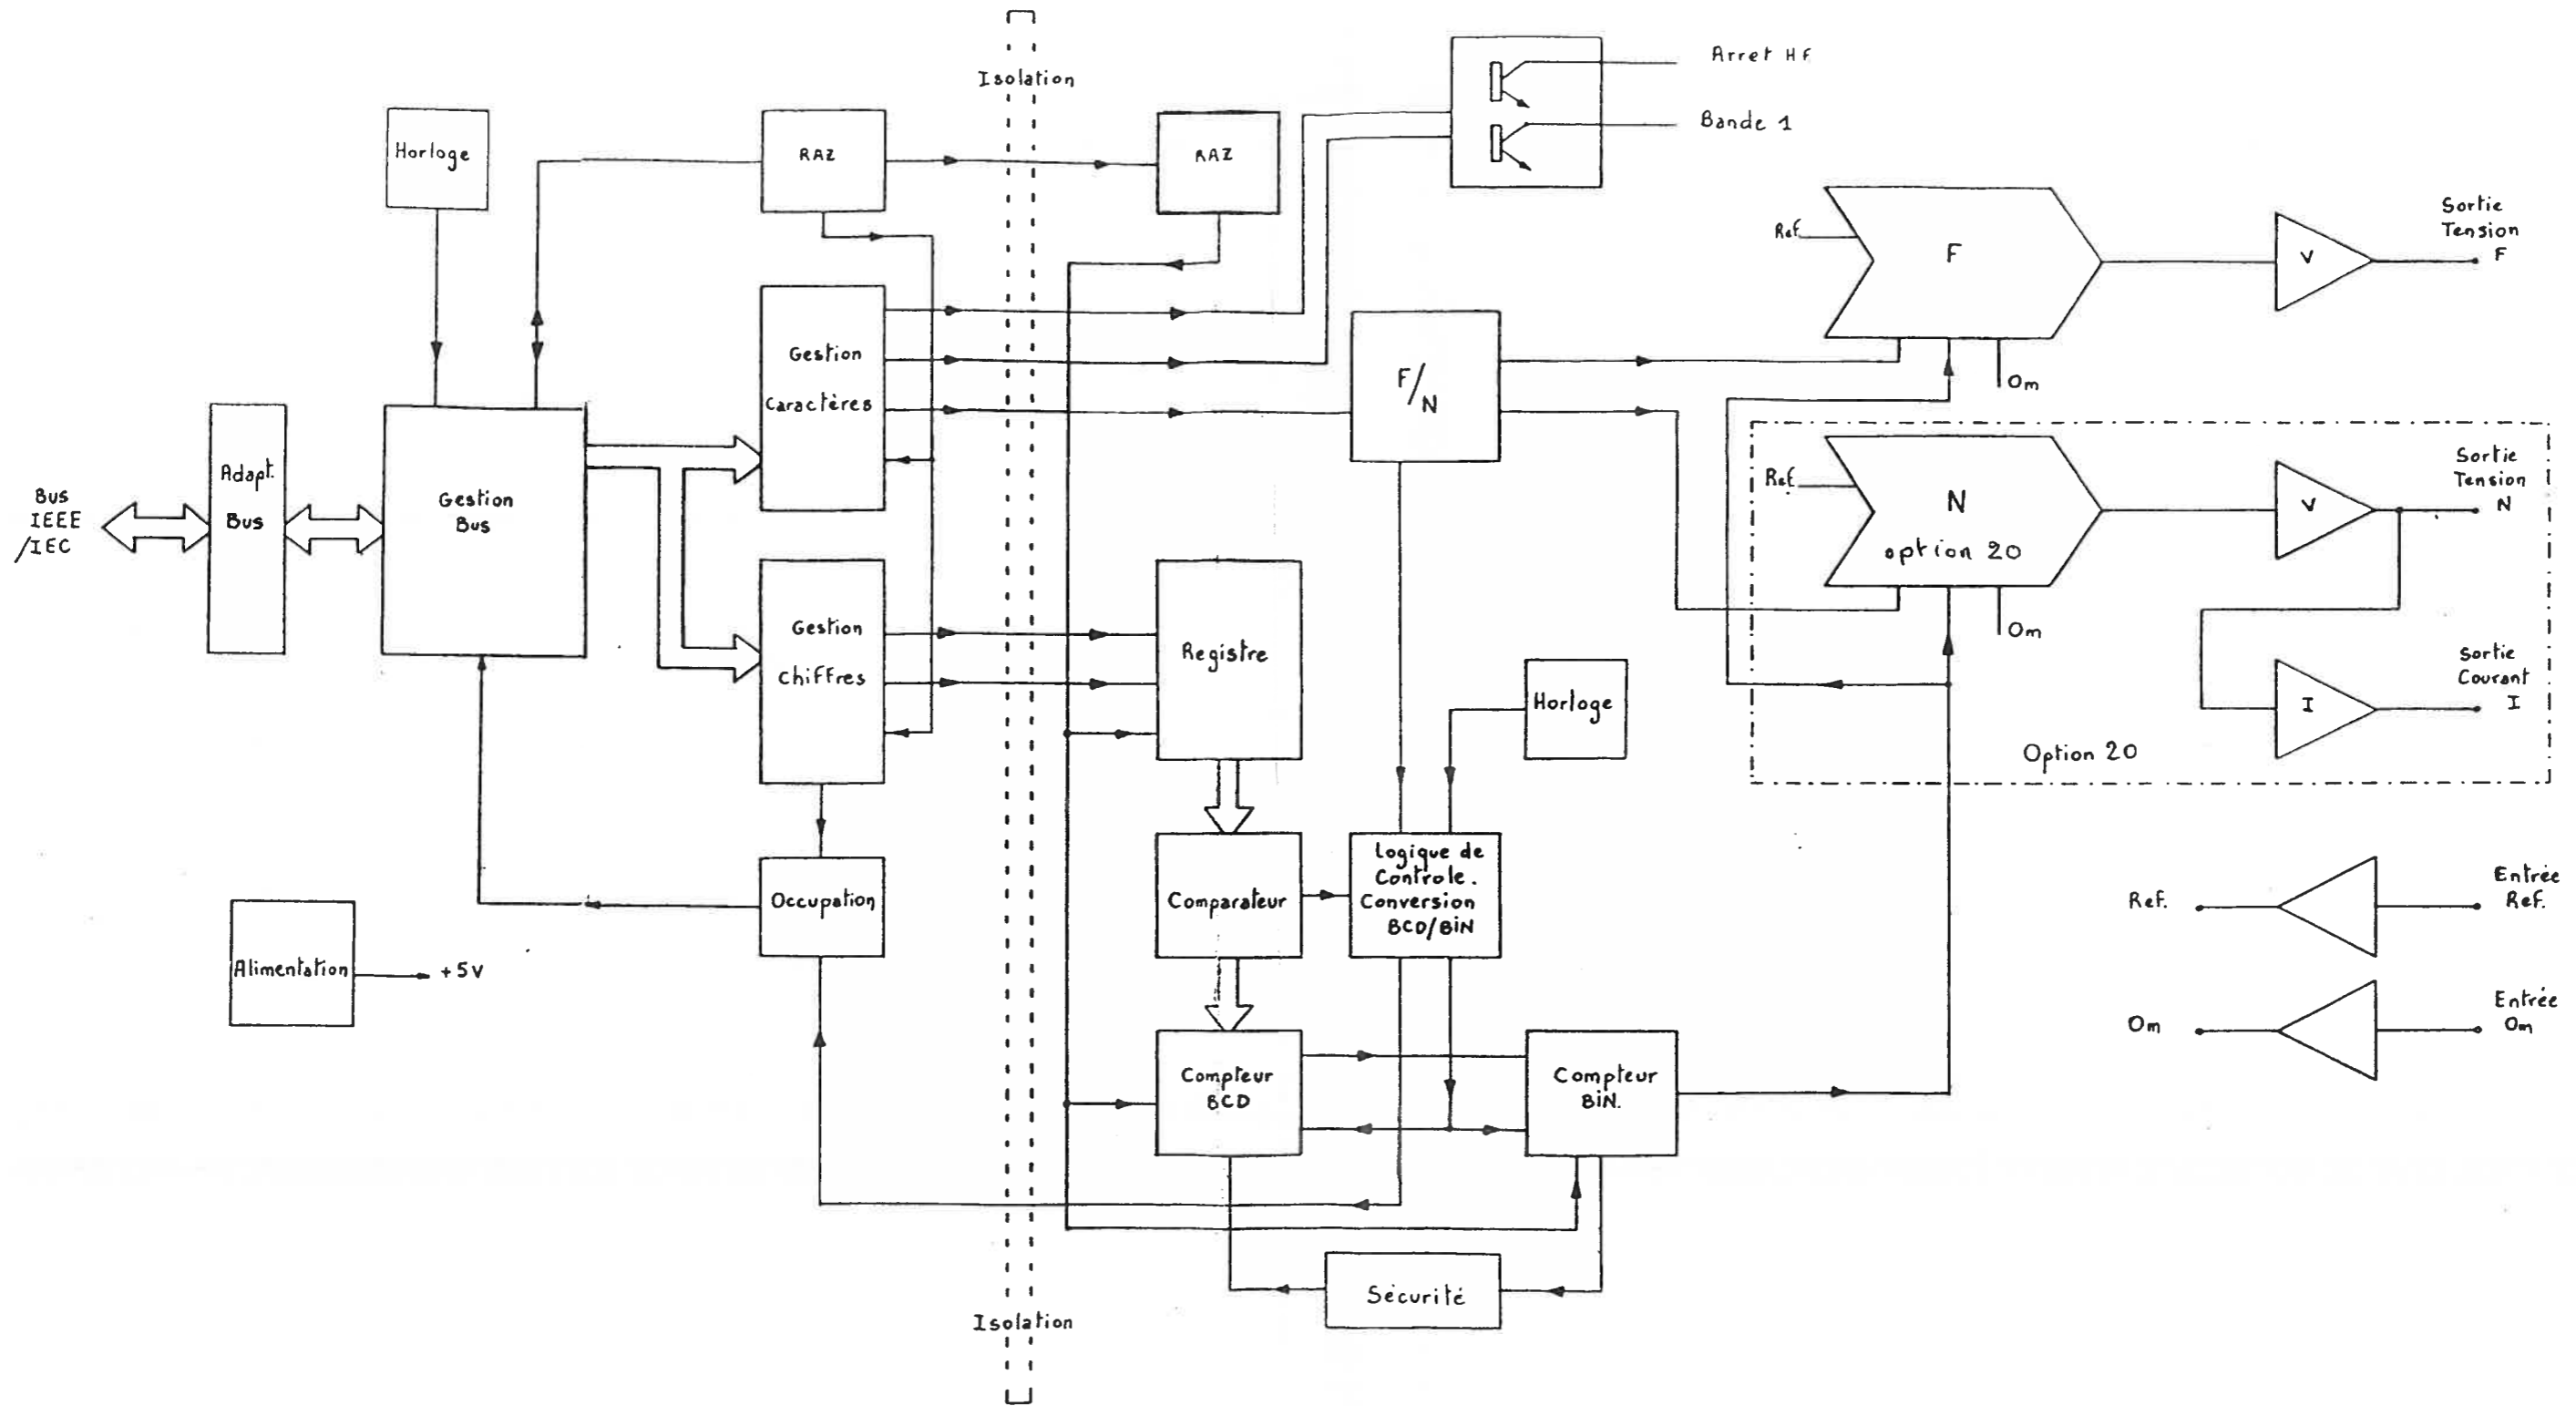 Isolation
Arret HF
Bande 1
Horloge
RAZ
RAZ
Sortie
Tension
F
Ref
F
V
Om
Gestion
Caractères
F/N
Bus
IEEE
/IEC
Adapt.
Bus
Gestion
Bus
Sortie
Tension
N
Ref
N
option 20
V
Om
Gestion
Chiffres
Registre
Horloge
Sortie
Courant
I
I
Option 20
Occupation
Comparateur
Logique de
Controle.
Conversion
BCD/BiN
Ref.
Entrée
Ref.
Alimentation
+5V
Om
Entrée
Om
Compteur
BCD
Compteur
BiN.
Sécurité
Isolation